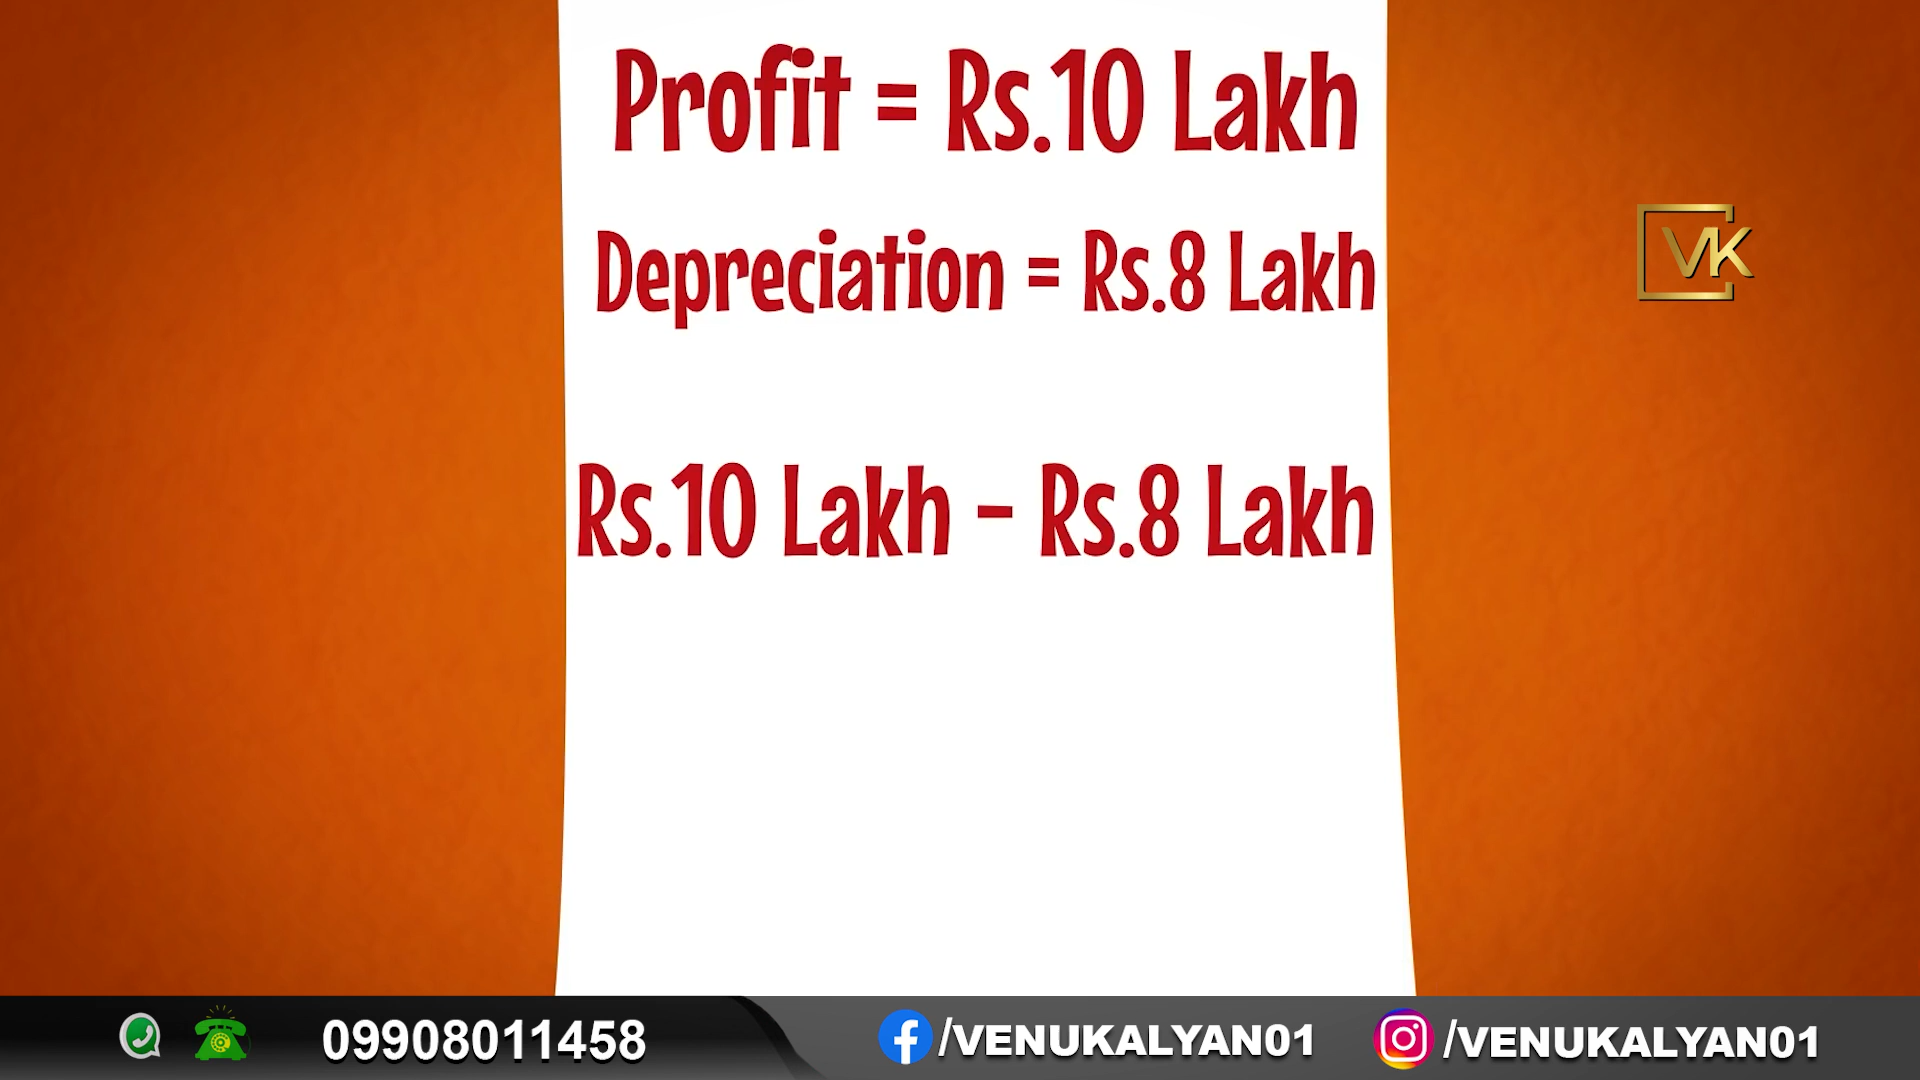 Profit = Rs.10 Lakh
Depreciation = Rs.8 Lakh
VK
Rs.10 Lakh - Rs.8 Lakh
09908011458
/VENUKALYAN01
/VENUKALYAN01